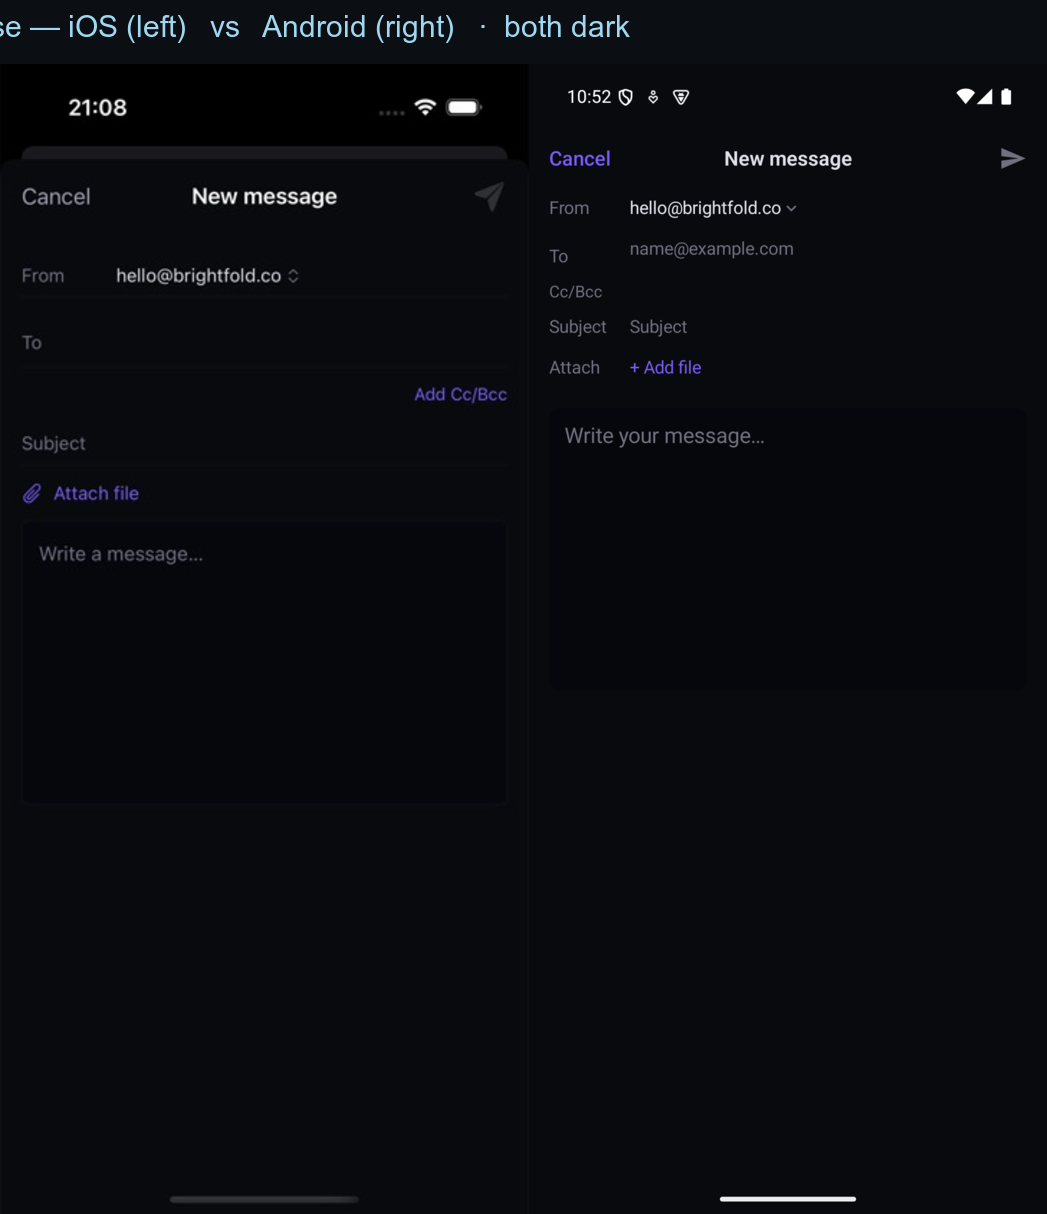 se — iOS (left) vs Android (right) · both dark
21:08
Cancel
New message
From
hello@brightfold.co
To
Add Cc/Bcc
Subject
Attach file
Write a message...
10:52
Cancel
New message
From
hello@brightfold.co
To
name@example.com
Cc/Bcc
Subject
Subject
Attach
+ Add file
Write your message...